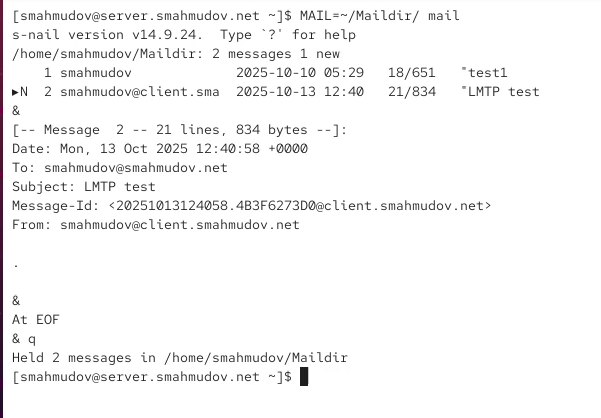 [smahmudov@server.smahmudov.net ~]$ MAIL=~/Maildir/ mail
s-nail version v14.9.24.  Type `?' for help
/home/smahmudov/Maildir: 2 messages 1 new
    1 smahmudov             2025-10-10 05:29   18/651   "test1
▸N  2 smahmudov@client.sma  2025-10-13 12:40   21/834   "LMTP test
&
[-- Message  2 -- 21 lines, 834 bytes --]:
Date: Mon, 13 Oct 2025 12:40:58 +0000
To: smahmudov@smahmudov.net
Subject: LMTP test
Message-Id: <20251013124058.4B3F6273D0@client.smahmudov.net>
From: smahmudov@client.smahmudov.net

.

&
At EOF
& q
Held 2 messages in /home/smahmudov/Maildir
[smahmudov@server.smahmudov.net ~]$